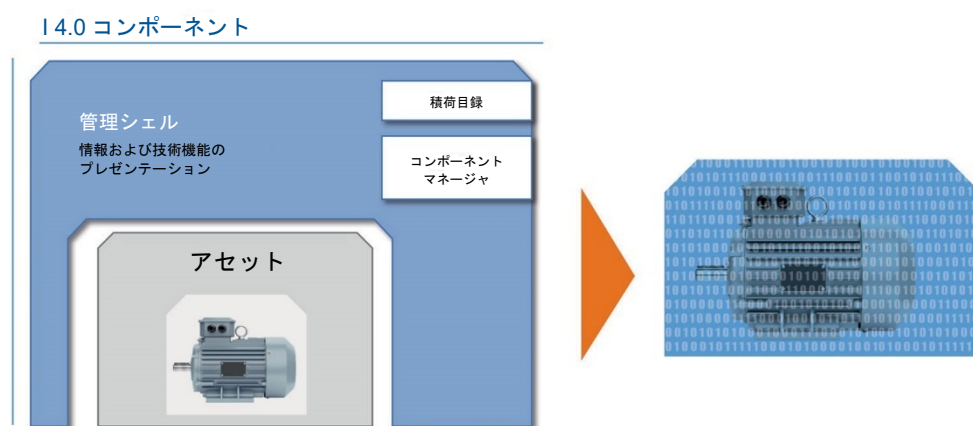 I 4.0 コンポーネント
管理シェル
情報および技術機能の
プレゼンテーション
積荷目録
コンポーネント
マネージャ
アセット